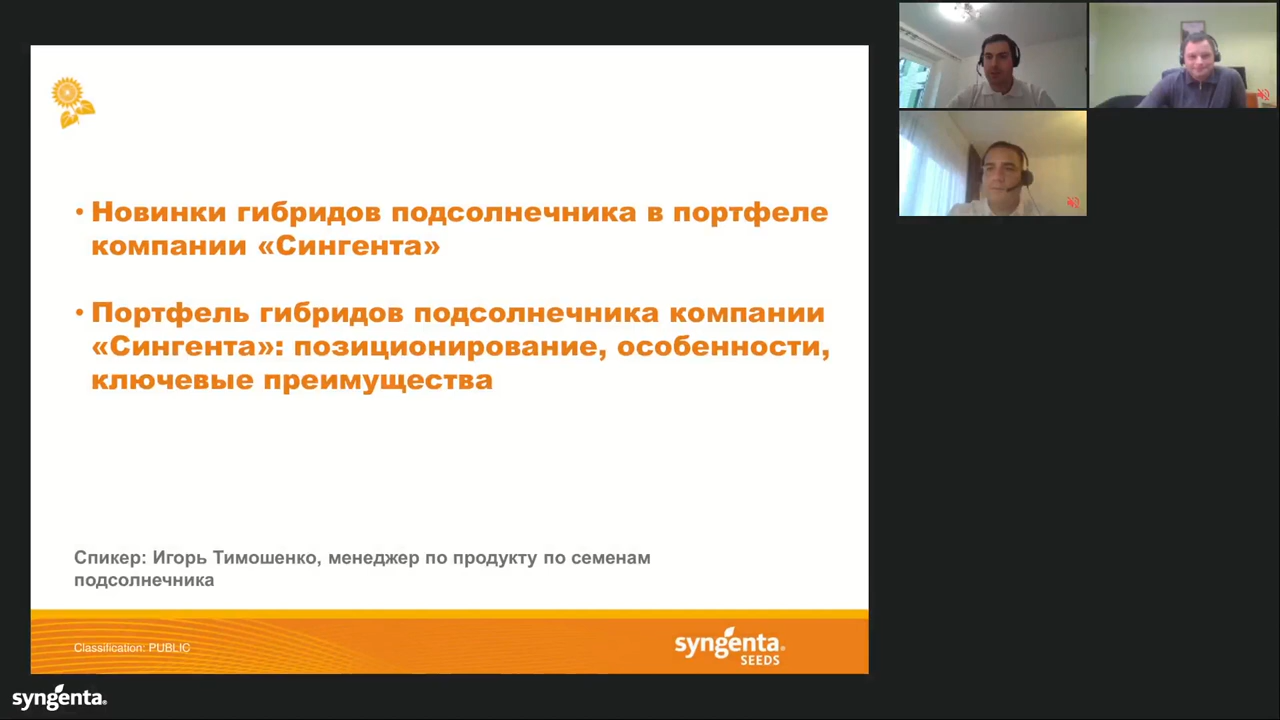 • Новинки гибридов подсолнечника в портфеле
компании «Сингента»
• Портфель гибридов подсолнечника компании
«Сингента»: позиционирование, особенности,
ключевые преимущества
Спикер: Игорь Тимошенко, менеджер по продукту по семенам
подсолнечника
Classification: PUBLIC
syngenta®
SEEDS
syngenta®